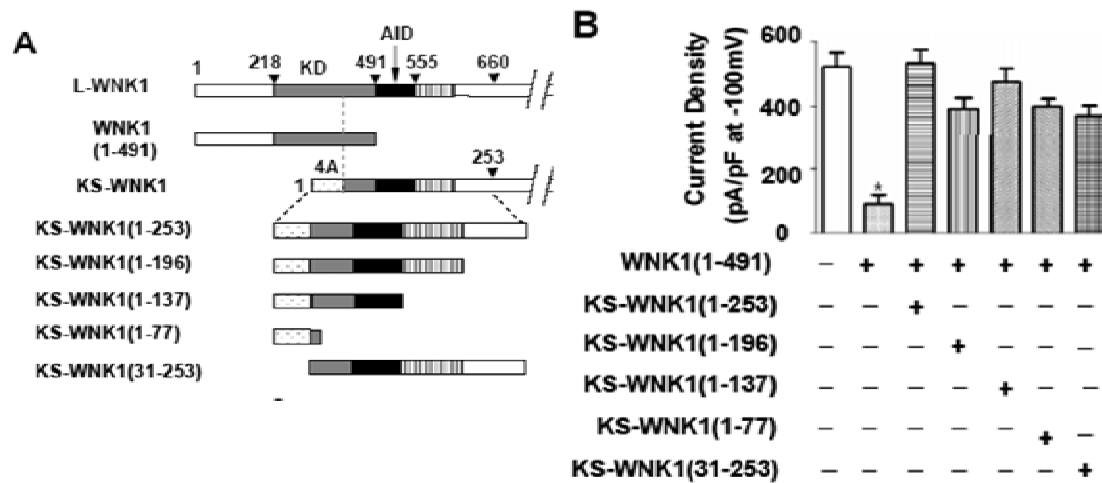 A
AID
1 218 KD 491 555 660
L-WNK1
WNK1
(1-491)
253
4A
KS-WNK1 1
KS-WNK1(1-253)
KS-WNK1(1-196)
KS-WNK1(1-137)
KS-WNK1(1-77)
KS-WNK1(31-253)
B
Current Density
(pA/pF at -100mV)
600
400
200
0
*
WNK1(1-491) – + + + + + +
KS-WNK1(1-253) – – + – – – –
KS-WNK1(1-196) – – – + – – –
KS-WNK1(1-137) – – – – + – –
KS-WNK1(1-77) – – – – – + –
KS-WNK1(31-253) – – – – – – +